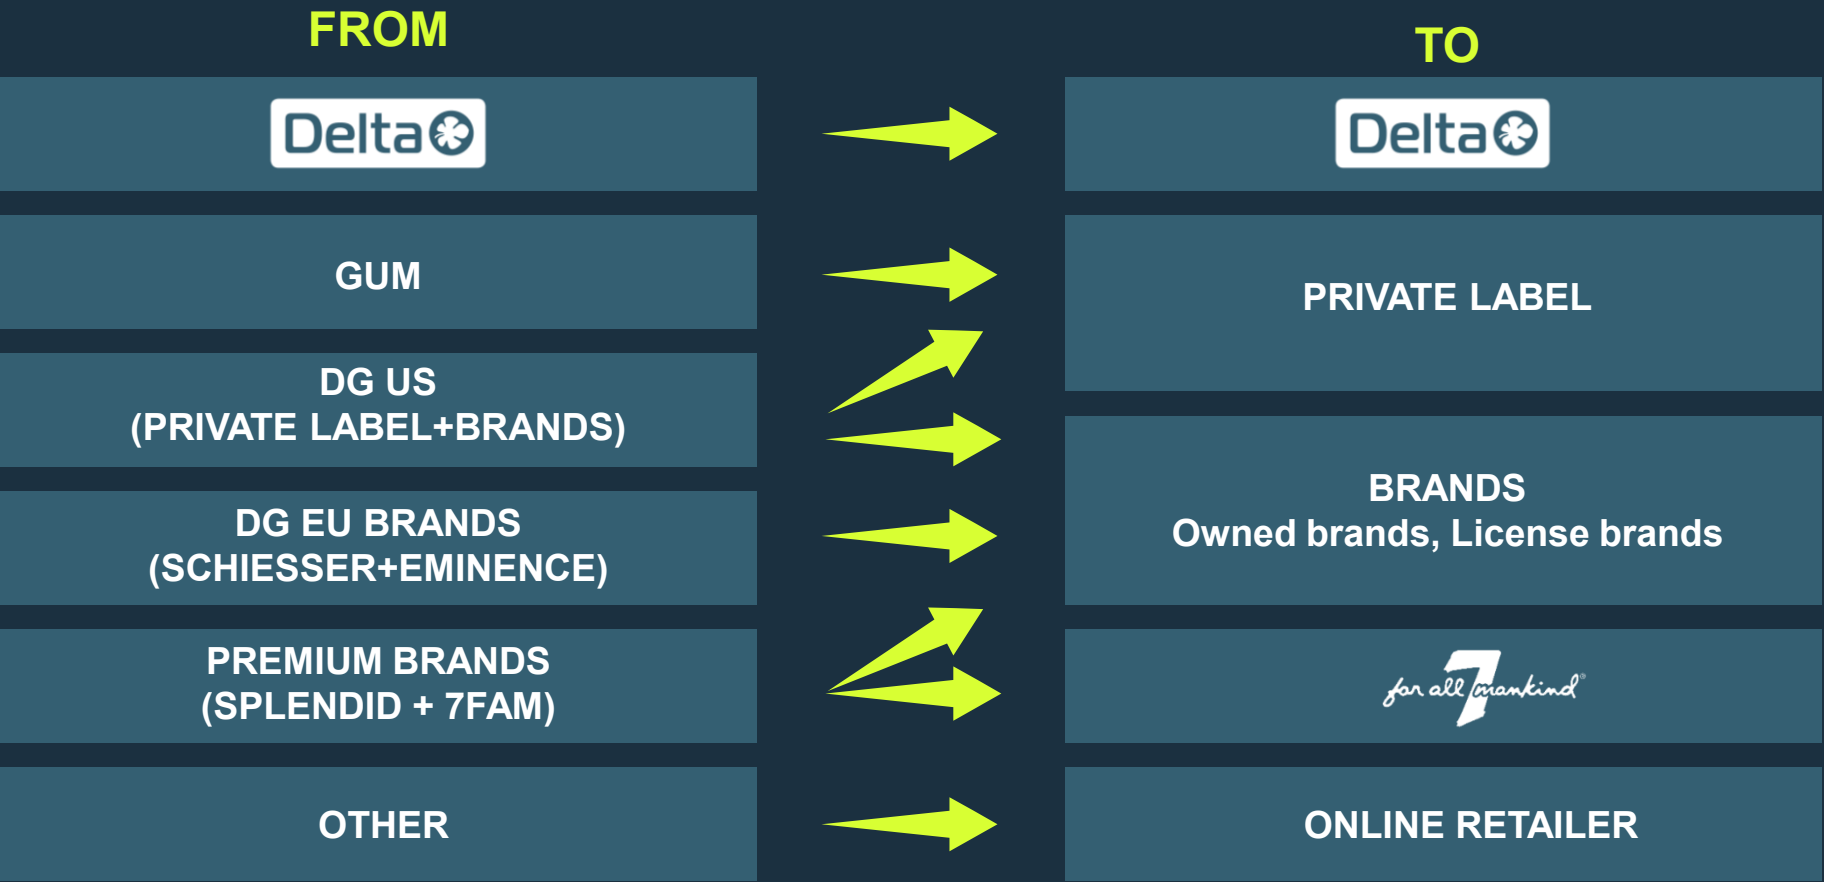 FROM
TO
Delta
Delta
GUM
PRIVATE LABEL
DG US
(PRIVATE LABEL+BRANDS)
BRANDS
Owned brands, License brands
DG EU BRANDS
(SCHIESSER+EMINENCE)
PREMIUM BRANDS
(SPLENDID + 7FAM)
for all 7 mankind®
OTHER
ONLINE RETAILER